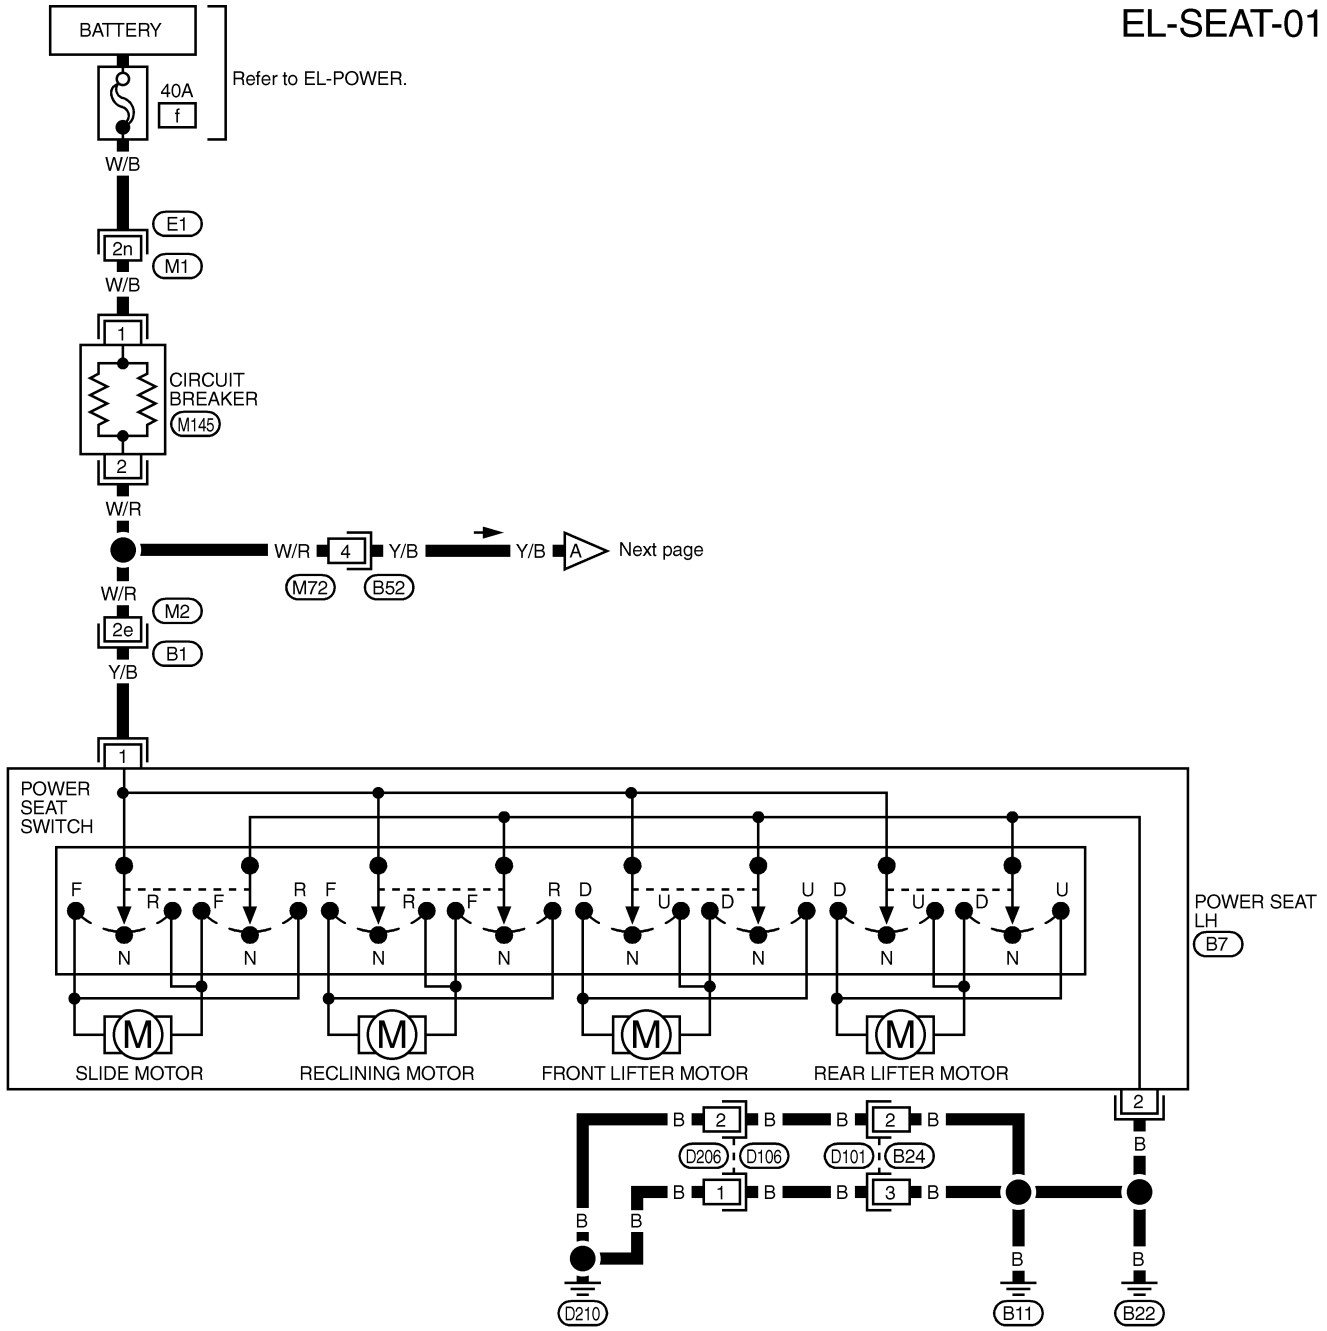 EL-SEAT-01
BATTERY
Refer to EL-POWER.
40A
f
W/B
E1
2n
M1
W/B
1
CIRCUIT
BREAKER
M145
2
W/R
W/R 4 Y/B Y/B A Next page
M72 B52
W/R
M2
2e
B1
Y/B
1
POWER
SEAT
SWITCH
F R F R F R F R D U D U D U D U
N N N N N N N N
POWER SEAT
LH
B7
M M M M
SLIDE MOTOR RECLINING MOTOR FRONT LIFTER MOTOR REAR LIFTER MOTOR
2
B 2 B B 2 B
B
D206 D106 D101 B24
B 1 B B 3 B
B B
B B
D210 B11 B22